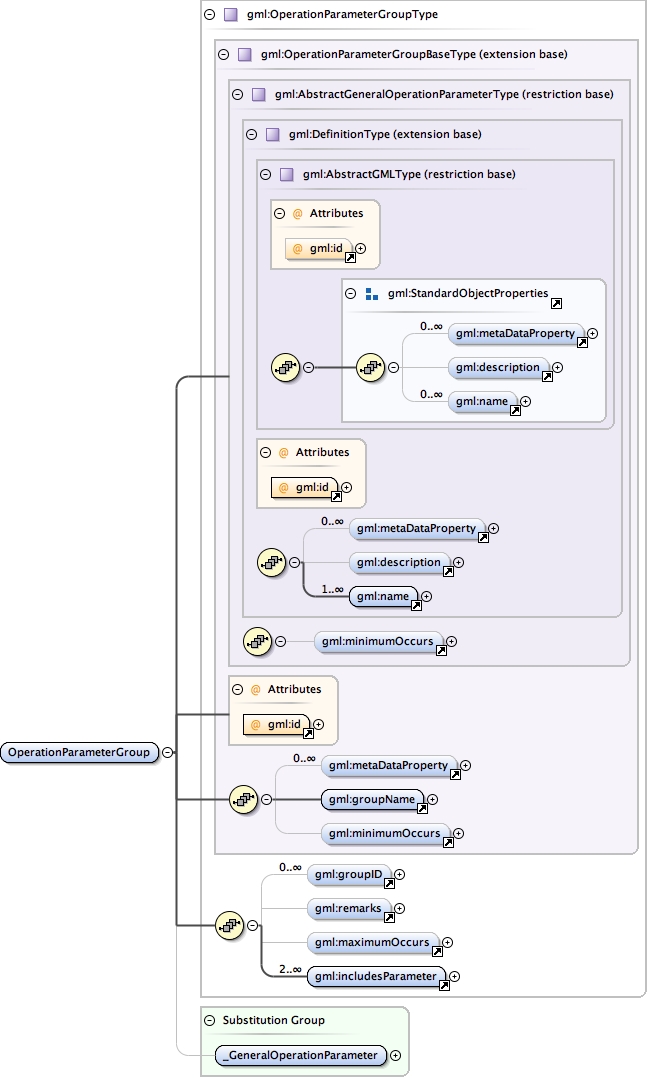 gml:OperationParameterGroupType
gml:OperationParameterGroupBaseType (extension base)
gml:AbstractGeneralOperationParameterType (restriction base)
gml:DefinitionType (extension base)
gml:AbstractGMLType (restriction base)
@ Attributes
@ gml:id
gml:StandardObjectProperties
0..∞
gml:metaDataProperty
gml:description
0..∞
gml:name
@ Attributes
@ gml:id
0..∞
gml:metaDataProperty
gml:description
1..∞
gml:name
gml:minimumOccurs
@ Attributes
@ gml:id
OperationParameterGroup
0..∞
gml:metaDataProperty
gml:groupName
gml:minimumOccurs
0..∞
gml:groupID
gml:remarks
gml:maximumOccurs
2..∞
gml:includesParameter
Substitution Group
_GeneralOperationParameter